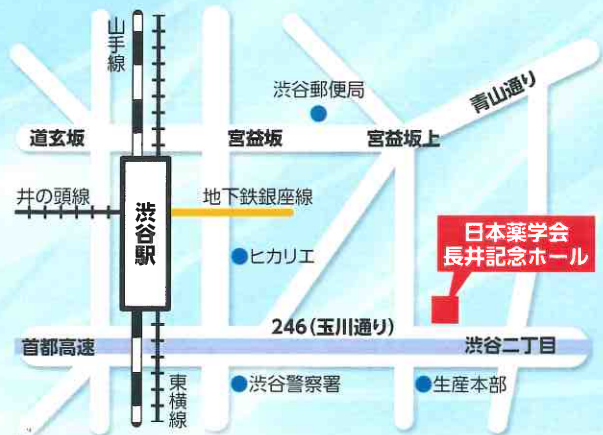 山手線
渋谷郵便局
青山通り
道玄坂
宮益坂
宮益坂上
井の頭線
渋谷駅
地下鉄銀座線
日本薬学会
長井記念ホール
ヒカリエ
246(玉川通り)
首都高速
渋谷二丁目
東横線
渋谷警察署
生産本部